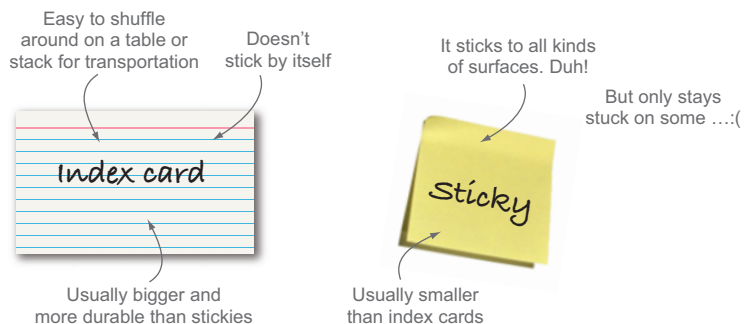 Easy to shuffle
around on a table or
stack for transportation
Doesn’t
stick by itself
Index card
Usually bigger and
more durable than stickies
It sticks to all kinds
of surfaces. Duh!
But only stays
stuck on some …:(
Sticky
Usually smaller
than index cards